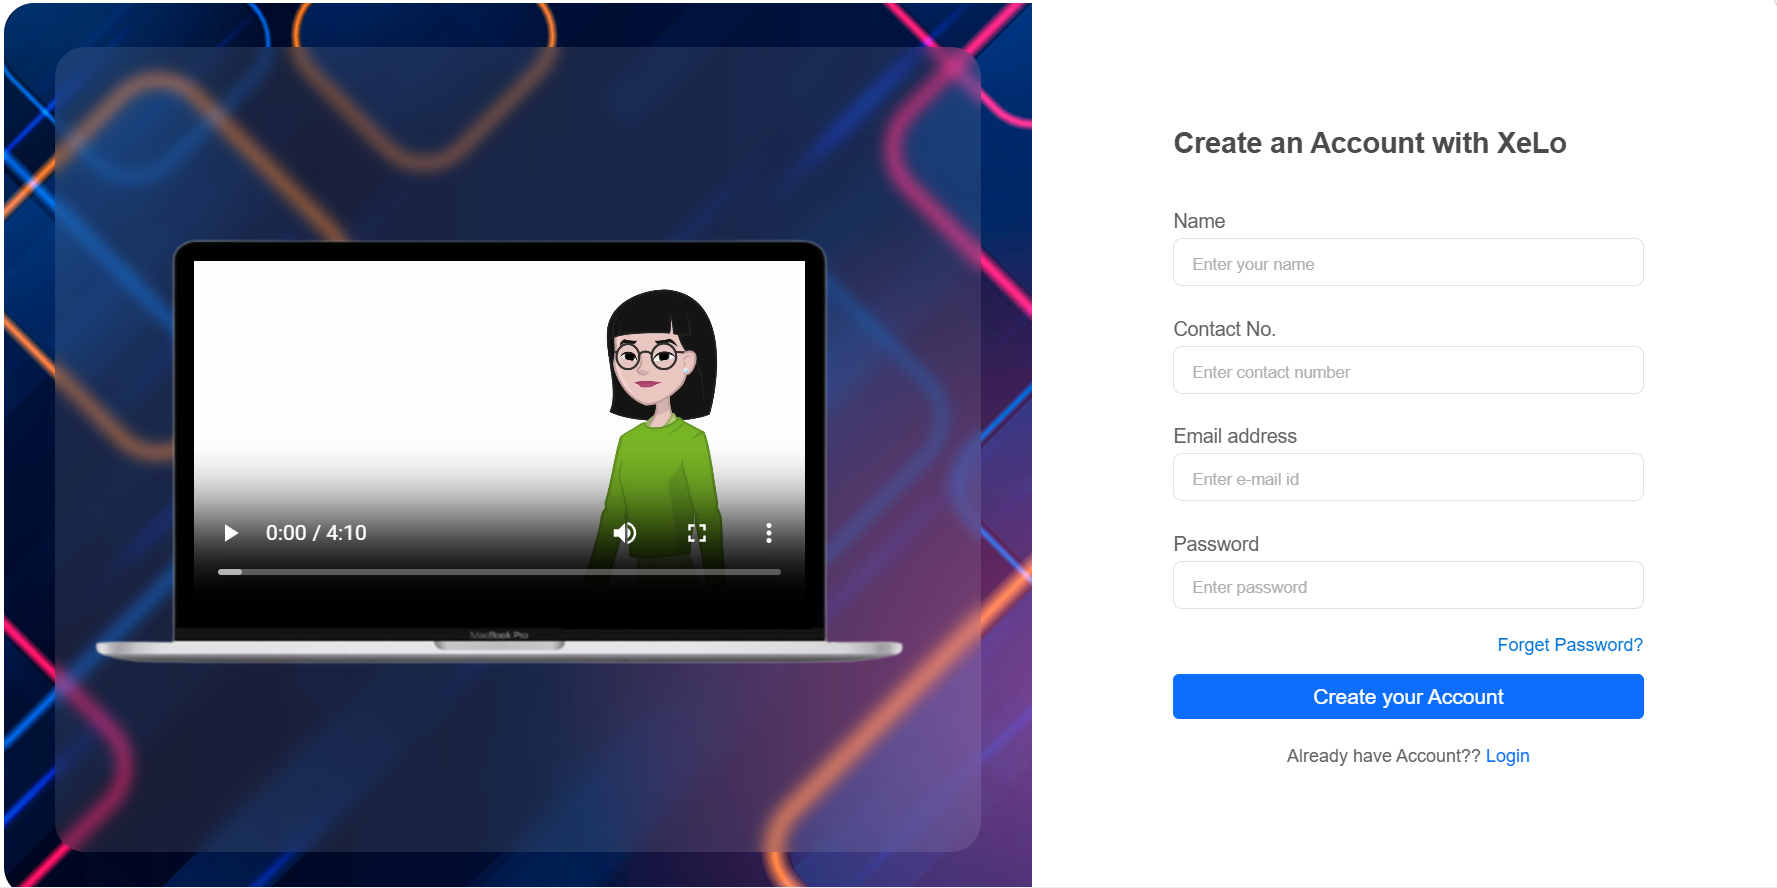 0:00 / 4:10
MacBook Pro
Create an Account with XeLo
Name
Enter your name
Contact No.
Enter contact number
Email address
Enter e-mail id
Password
Enter password
Forget Password?
Create your Account
Already have Account?? Login